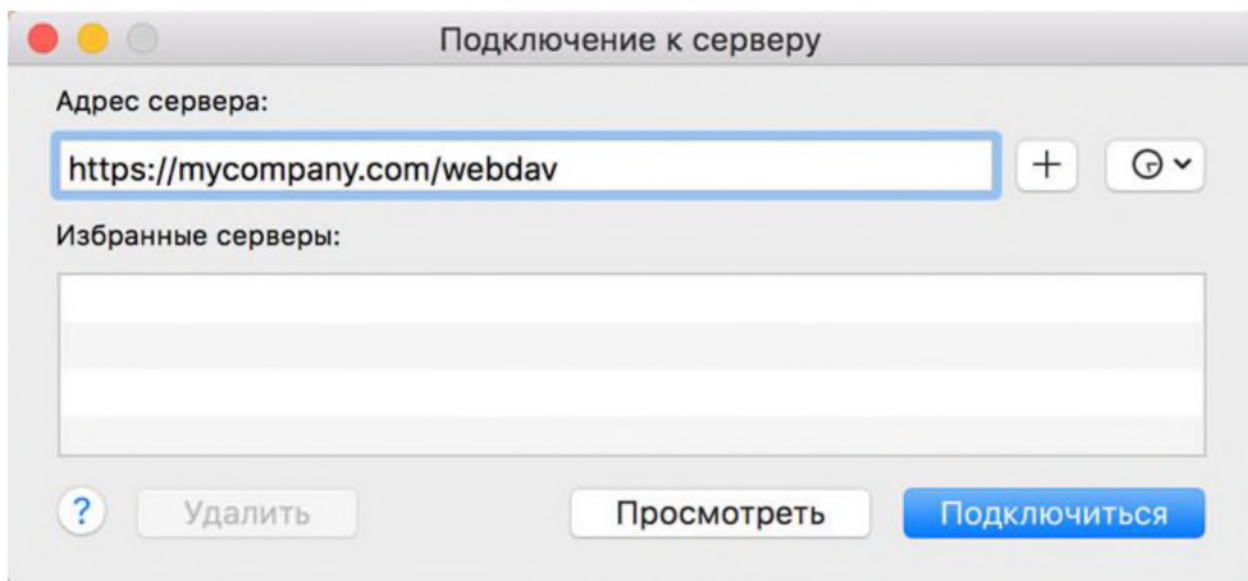 Подключение к серверу
Адрес сервера:
https://mycompany.com/webdav
Избранные серверы:
? Удалить Просмотреть Подключиться